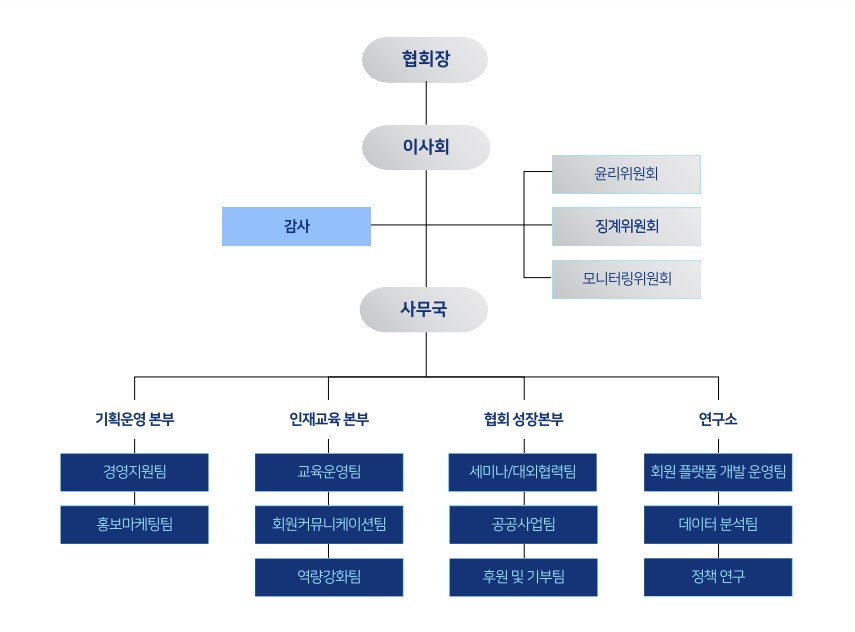 협회장
이사회
윤리위원회
감사
징계위원회
모니터링위원회
사무국
기획운영 본부
인재교육 본부
협회 성장본부
연구소
경영지원팀
교육운영팀
세미나/대외협력팀
회원 플랫폼 개발 운영팀
홍보마케팅팀
회원커뮤니케이션팀
공공사업팀
데이터 분석팀
역량강화팀
후원 및 기부팀
정책 연구